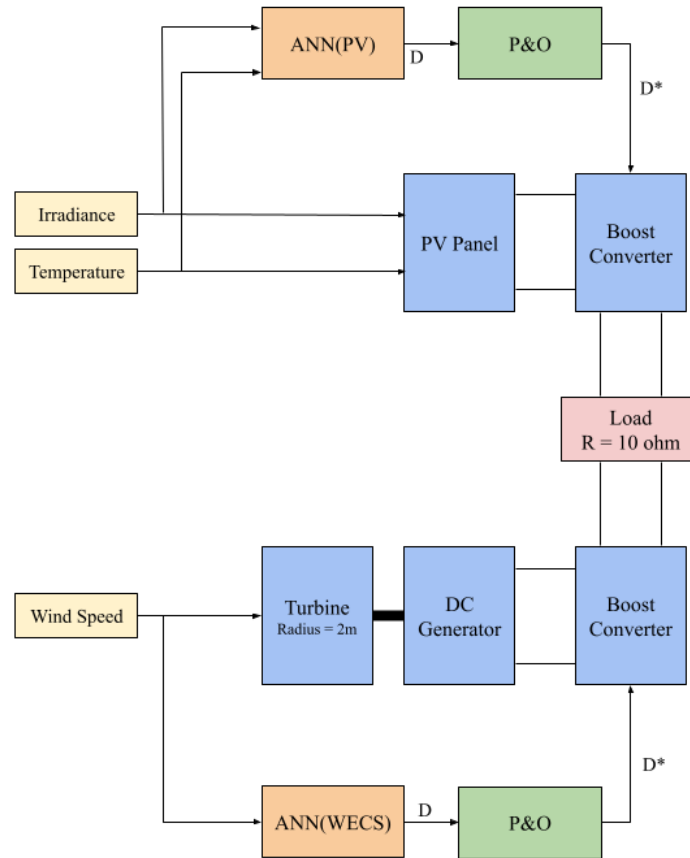 ANN(PV)
D
P&O
D*
Irradiance
Temperature
PV Panel
Boost
Converter
Load
R = 10 ohm
Wind Speed
Turbine
Radius = 2m
DC
Generator
Boost
Converter
D*
ANN(WECS)
D
P&O